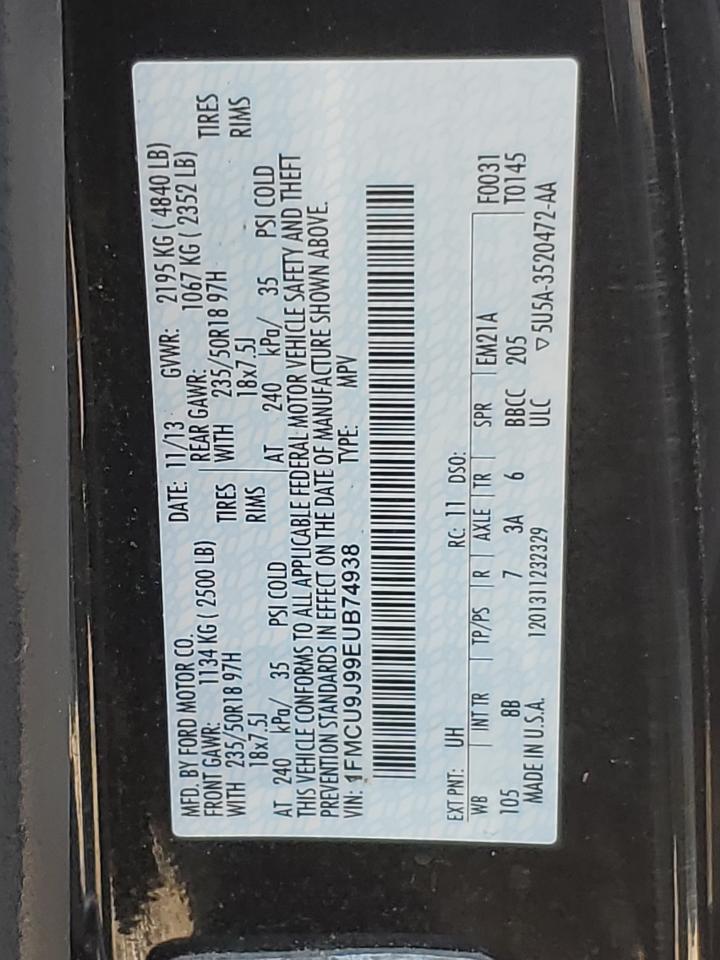 MFD. BY FORD MOTOR CO.
DATE: 11/13 GVWR: 2195 KG ( 4840 LB)
FRONT GAWR: 1134 KG ( 2500 LB) REAR GAWR: 1067 KG ( 2352 LB)
WITH 235/50R18 97H TIRES WITH 235/50R18 97H TIRES
18x7.5J RIMS 18x7.5J RIMS
AT 240 kPa/ 35 PSI COLD AT 240 kPa/ 35 PSI COLD
THIS VEHICLE CONFORMS TO ALL APPLICABLE FEDERAL MOTOR VEHICLE SAFETY AND THEFT
PREVENTION STANDARDS IN EFFECT ON THE DATE OF MANUFACTURE SHOWN ABOVE.
VIN: 1FMCU9J99EUB74938 TYPE: MPV
EXT PNT: UH RC: 11 DSO: F0031
WB INT TR TP/PS R AXLE TR SPR EM21A T0145
105 8B 7 3A 6 BBCC 205
MADE IN U.S.A. 1201311232329 ULC ▽5U5A-3520472-AA